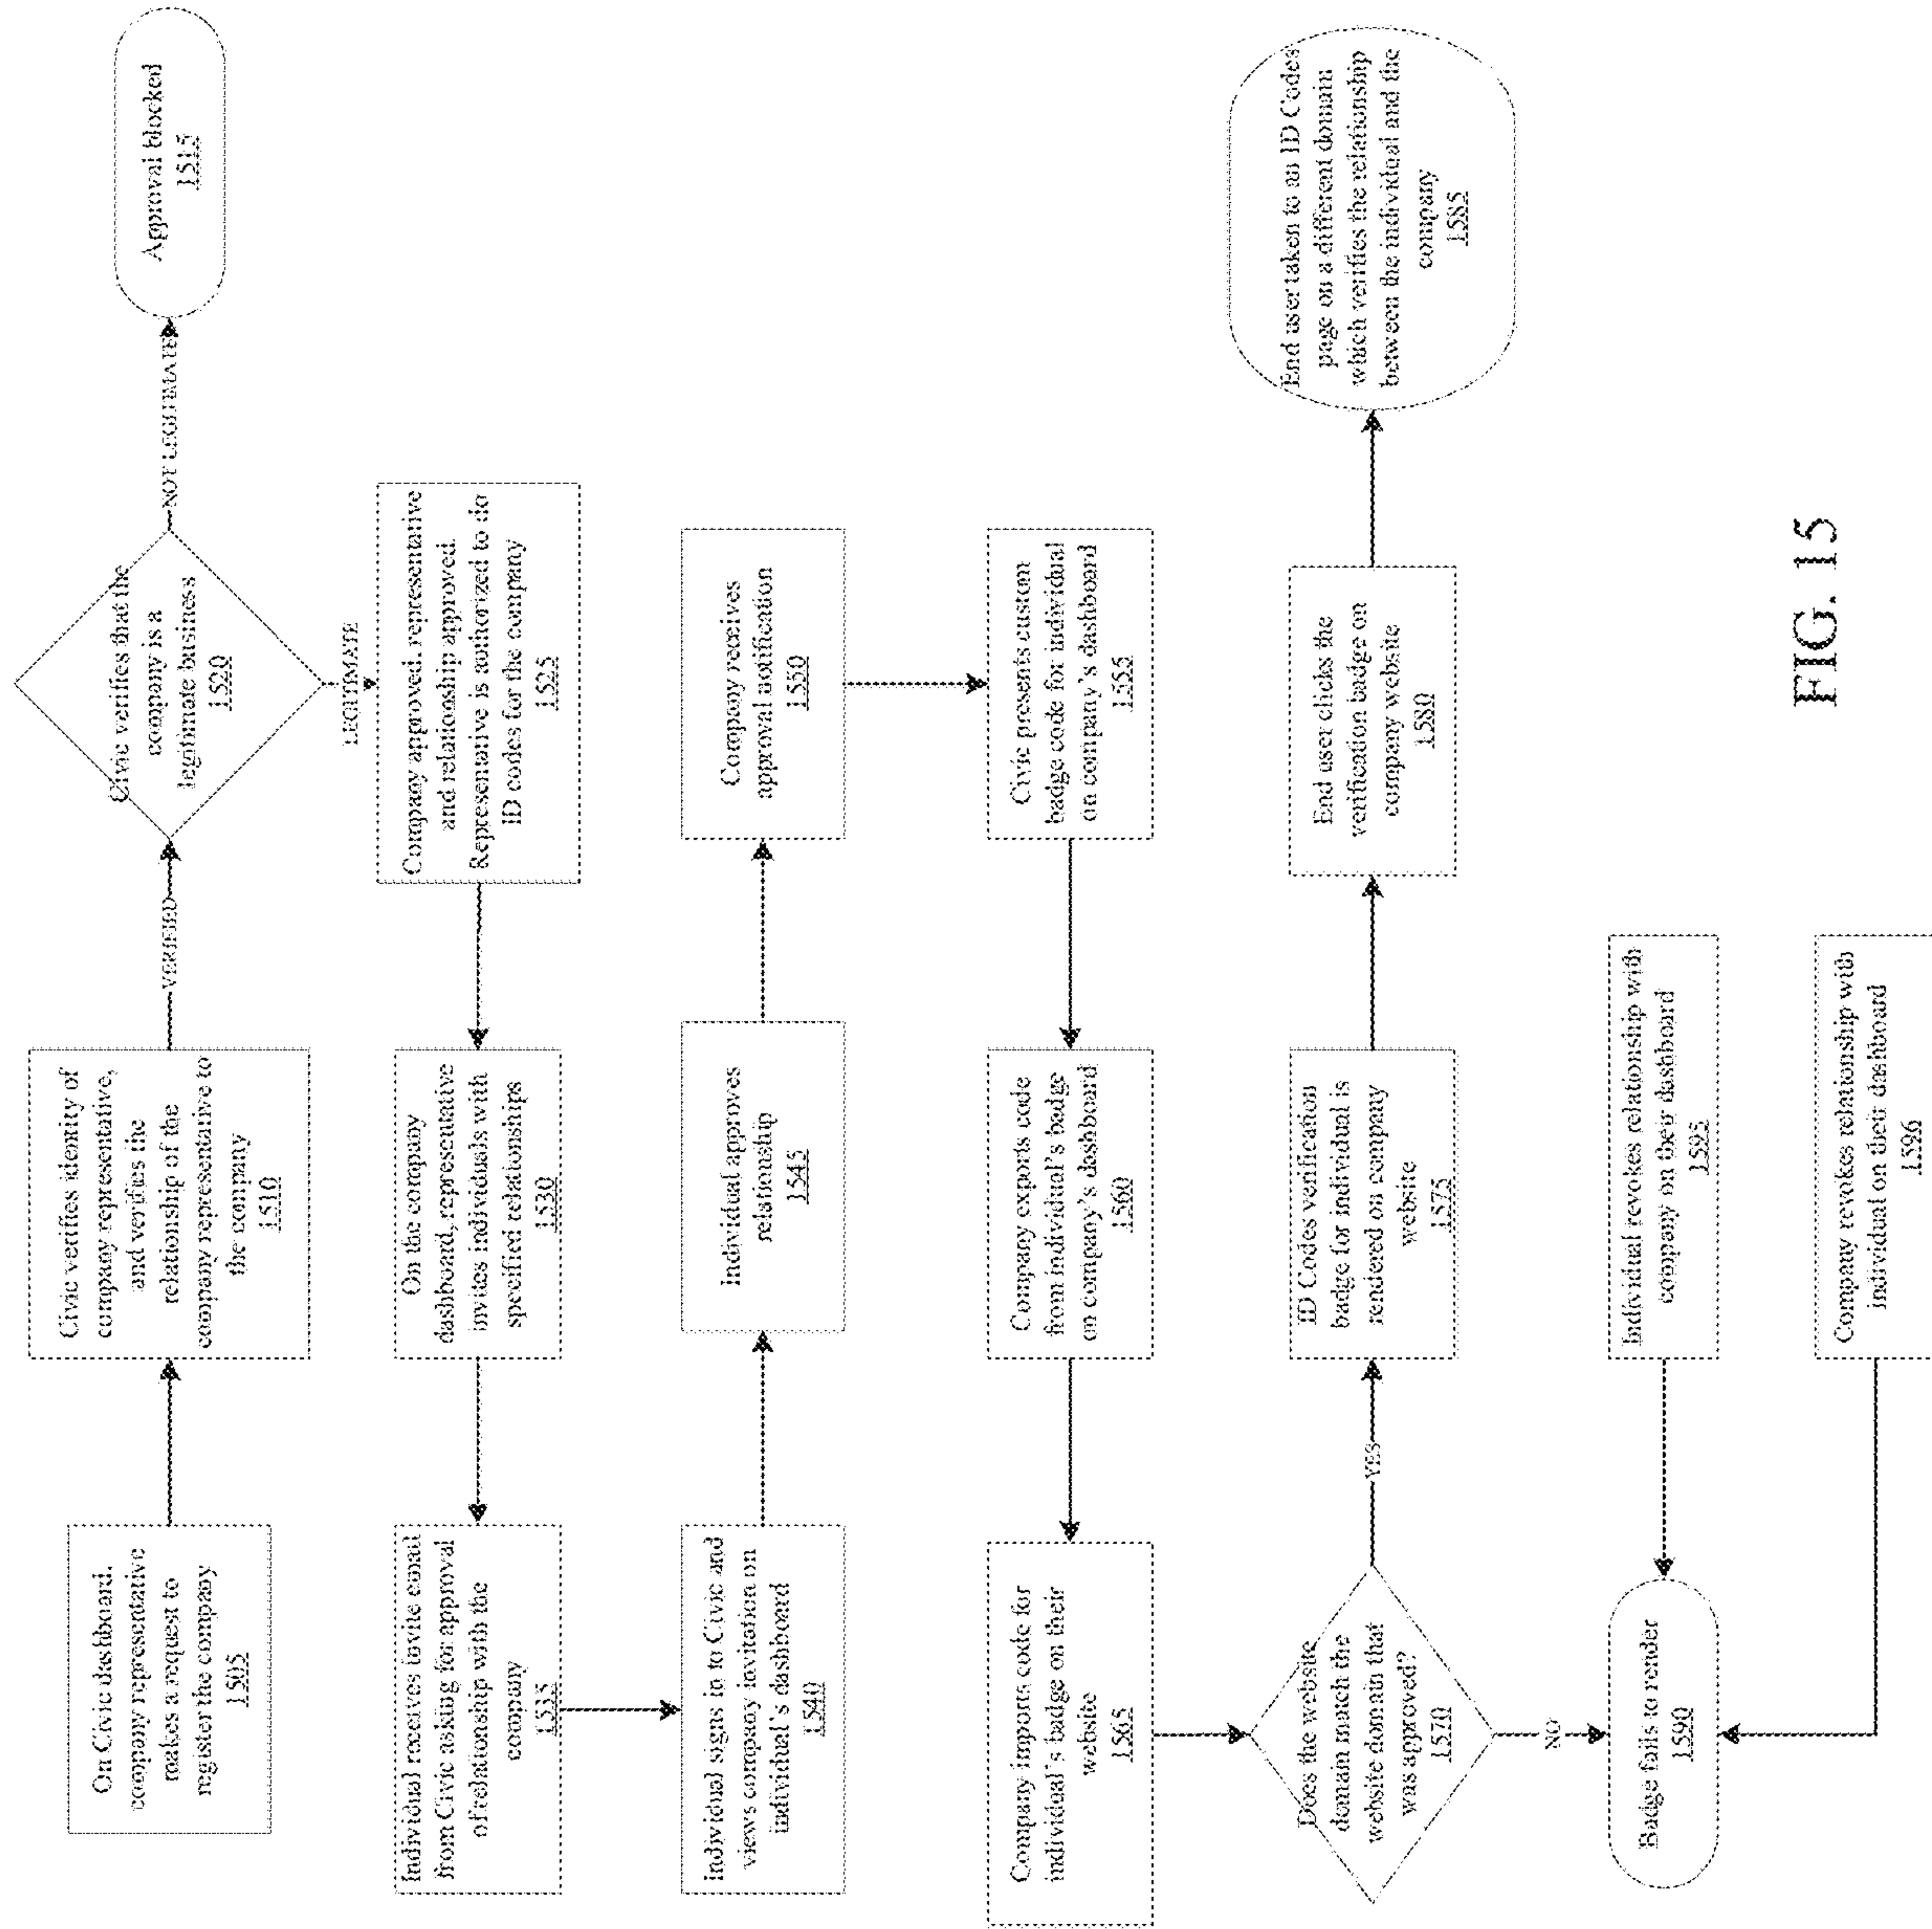 On Civic dashboard,
company representative
makes a request to
register the company
1505
Civic verifies identity of
company representative,
and verifies the
relationship of the
company representative to
the company
1510
VERIFIED
Civic verifies that the
company is a
legitimate business
1520
NOT LEGITIMATE
Approval blocked
1515
LEGITIMATE
Company approved, representative
and relationship approved.
Representative is authorized to do
ID codes for the company
1525
On the company
dashboard, representative
invites individuals with
specified relationships
1530
Individual receives invite email
from Civic asking for approval
of relationship with the
company
1535
Individual signs in to Civic and
views company invitation on
individual's dashboard
1540
Individual approves
relationship
1545
Company receives
approval notification
1550
Civic presents custom
badge code for individual
on company's dashboard
1555
Company exports code
from individual's badge
on company's dashboard
1560
Company imports code for
individual's badge on their
website
1565
Does the website
domain match the
website domain that
was approved?
1570
YES
ID Codes verification
badge for individual is
rendered on company
website
1575
End user clicks the
verification badge on
company website
1580
End user taken to an ID Codes
page on a different domain
which verifies the relationship
between the individual and the
company
1585
NO
Badge fails to render
1590
Individual revokes relationship with
company on their dashboard
1595
Company revokes relationship with
individual on their dashboard
1596
FIG. 15